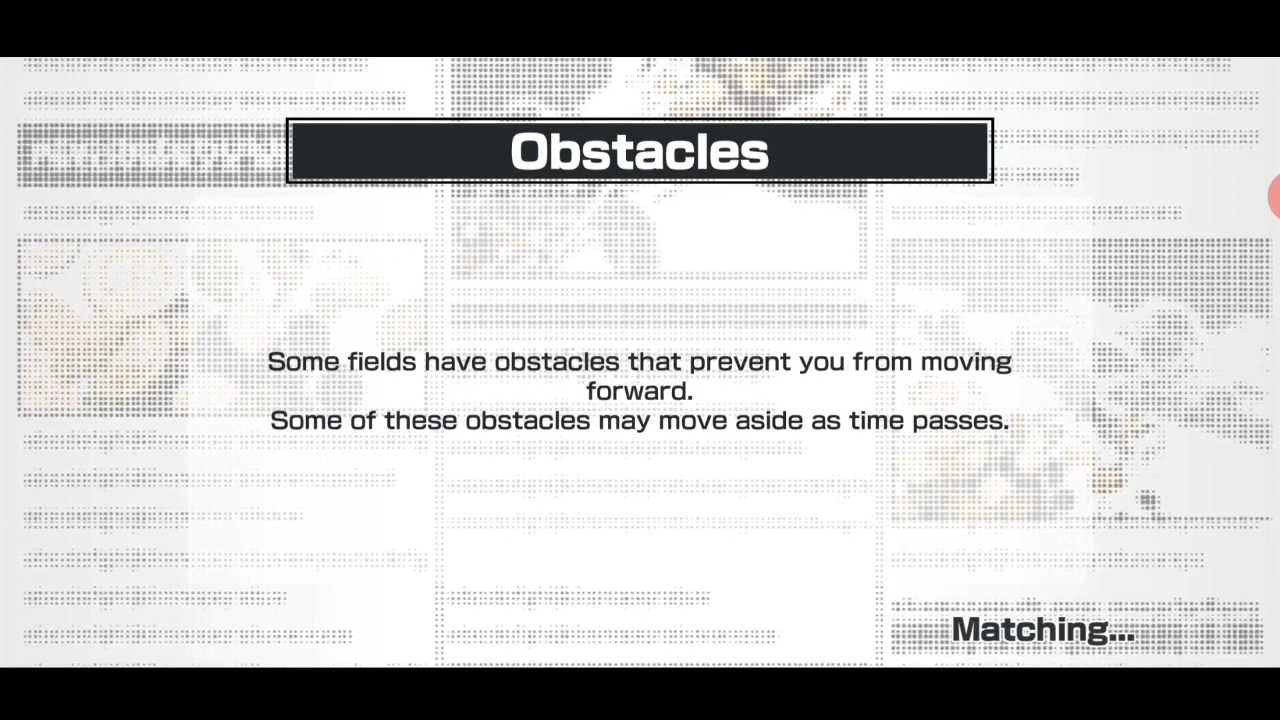 Obstacles
Some fields have obstacles that prevent you from moving
forward.
Some of these obstacles may move aside as time passes.
Matching...